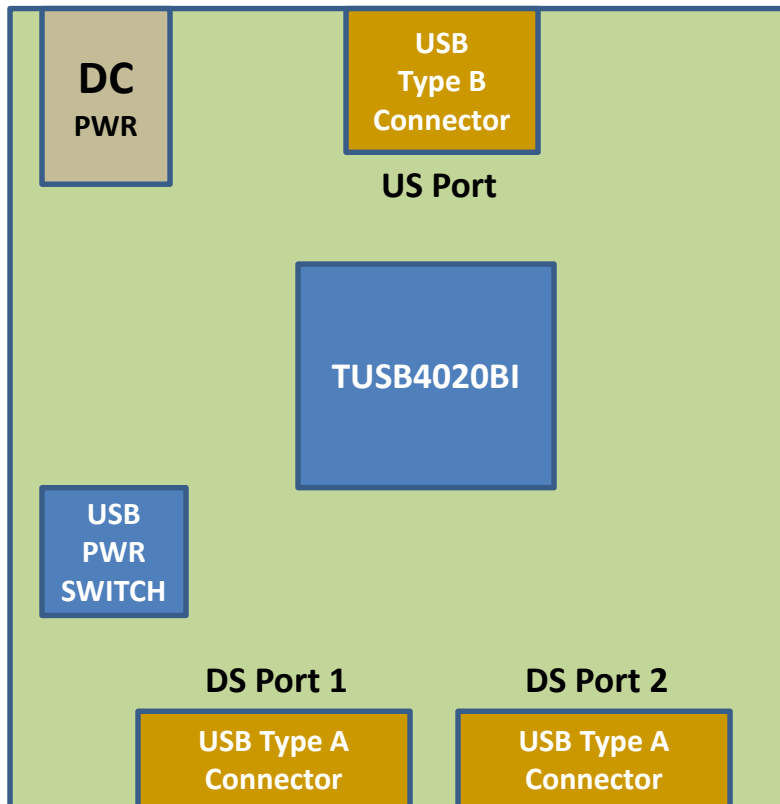 DC
PWR
USB
Type B
Connector
US Port
TUSB4020BI
USB
PWR
SWITCH
DS Port 1
DS Port 2
USB Type A
Connector
USB Type A
Connector